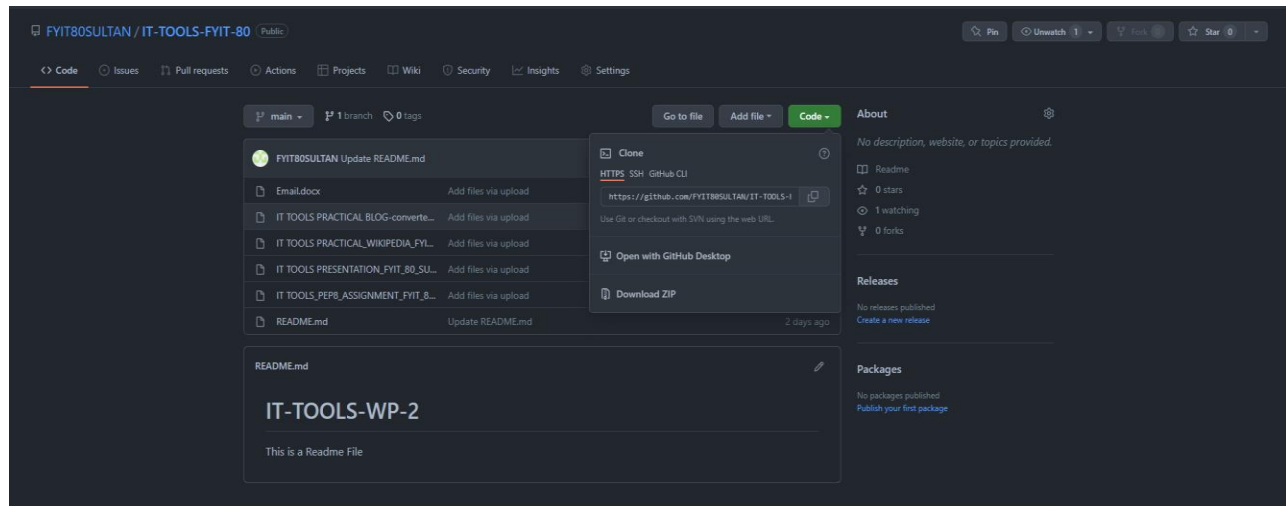 FYIT80SULTAN / IT-TOOLS-FYIT-80 Public
Pin Unwatch 1 Fork 0 Star 0
<> Code Issues Pull requests Actions Projects Wiki Security Insights Settings
main 1 branch 0 tags
Go to file Add file Code
FYIT80SULTAN Update README.md
Email.docx Add files via upload
IT TOOLS PRACTICAL BLOG-converte... Add files via upload
IT TOOLS PRACTICAL_WIKIPEDIA_FYI... Add files via upload
IT TOOLS PRESENTATION_FYIT_80_SU... Add files via upload
IT TOOLS_PEP8_ASSIGNMENT_FYIT_8... Add files via upload
README.md Update README.md 2 days ago
Clone
HTTPS SSH GitHub CLI
https://github.com/FYIT80SULTAN/IT-TOOLS-
Use Git or checkout with SVN using the web URL.
Open with GitHub Desktop
Download ZIP
README.md
IT-TOOLS-WP-2
This is a Readme File
About
No description, website, or topics provided.
Readme
0 stars
1 watching
0 forks
Releases
No releases published
Create a new release
Packages
No packages published
Publish your first package